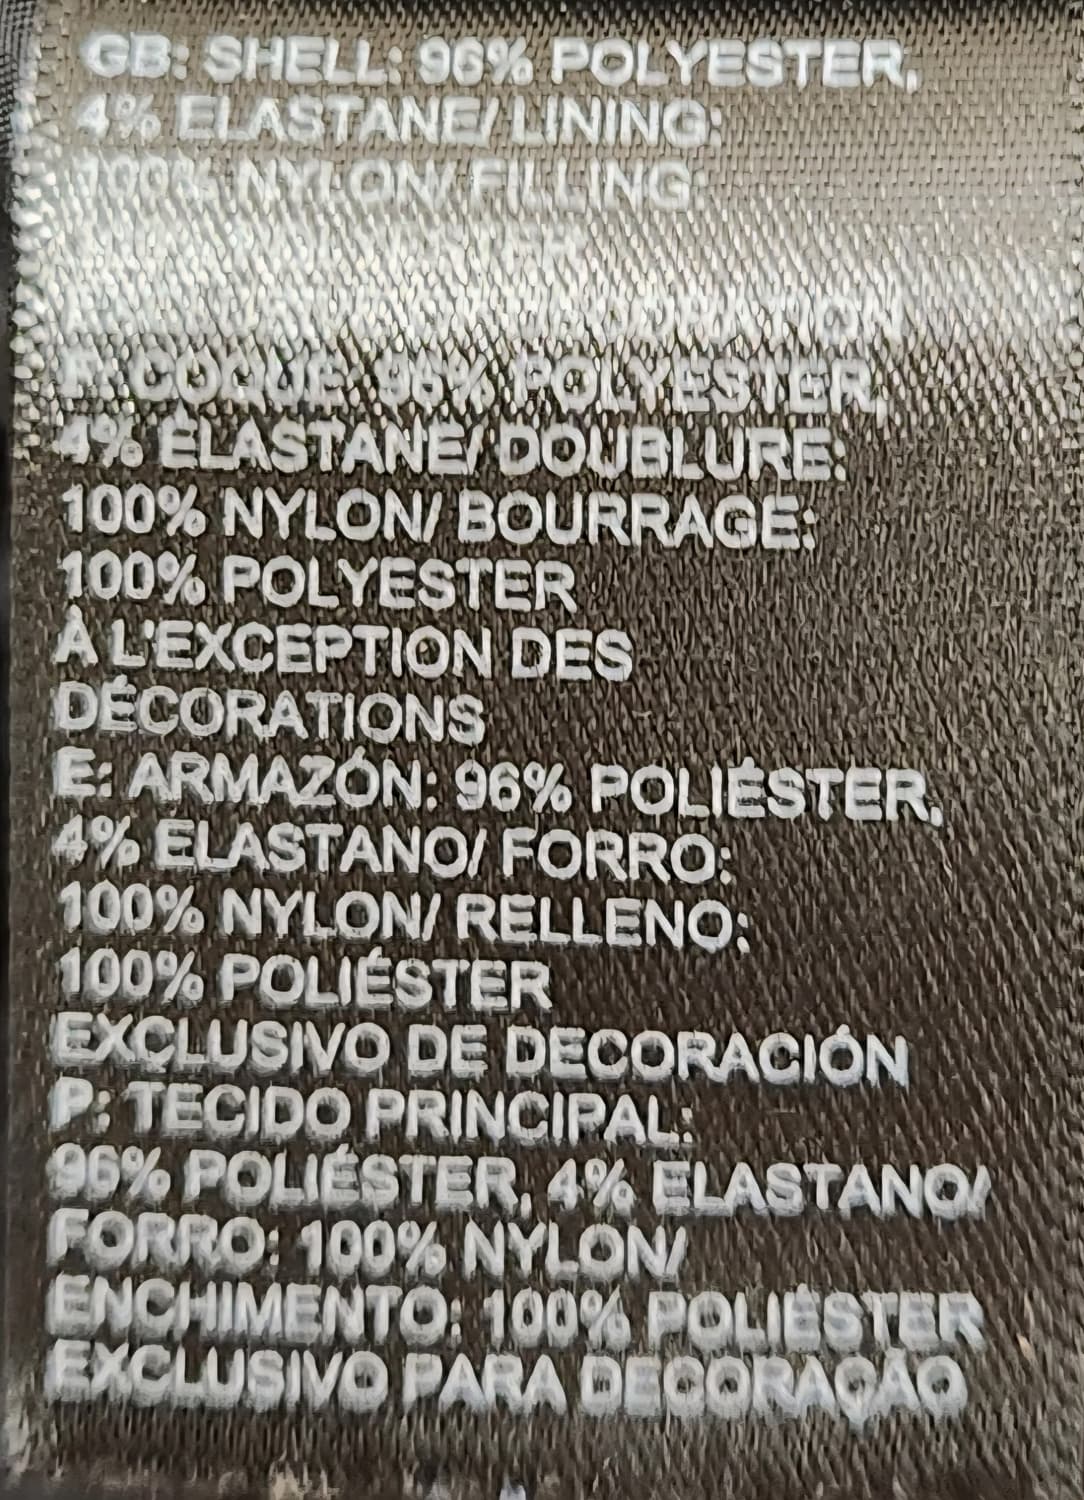 GB: SHELL: 96% POLYESTER,
4% ELASTANE/ LINING:
100% NYLON/ FILLING
DECORATION
F: COQUE: 96% POLYESTER,
4% ÉLASTANE/ DOUBLURE:
100% NYLON/ BOURRAGE:
100% POLYESTER
À L'EXCEPTION DES
DÉCORATIONS
E: ARMAZÓN: 96% POLIÉSTER,
4% ELASTANO/ FORRO:
100% NYLON/ RELLENO:
100% POLIÉSTER
EXCLUSIVO DE DECORACIÓN
P: TECIDO PRINCIPAL:
96% POLIÉSTER, 4% ELASTANO/
FORRO: 100% NYLON/
ENCHIMENTO: 100% POLIÉSTER
EXCLUSIVO PARA DECORAÇÃO